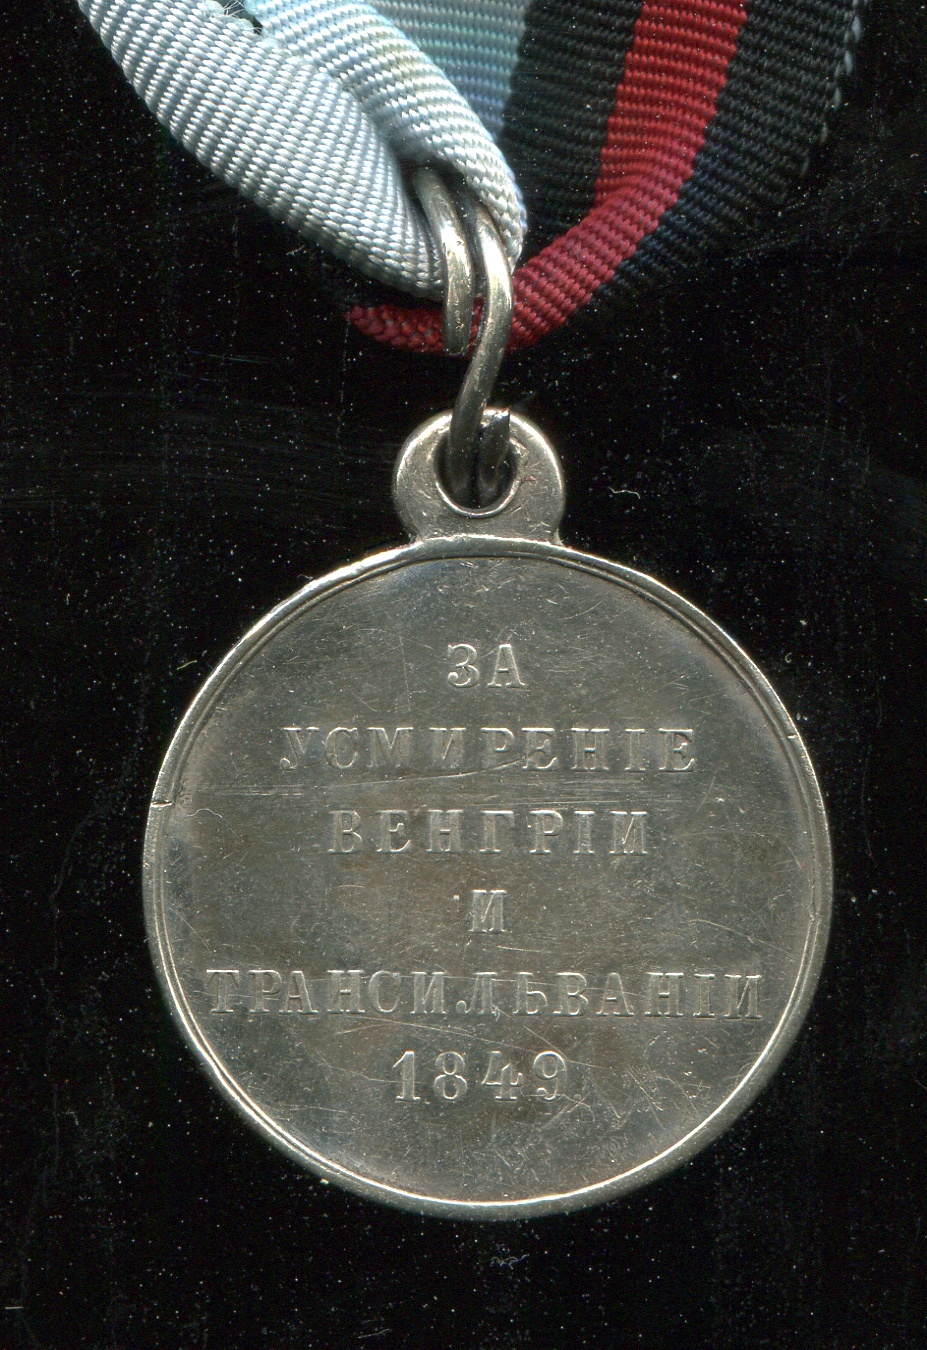 ЗА
УСМИРЕНІЕ
ВЕНГРІИ
И
ТРАНСИЛЬВАНІИ
1849